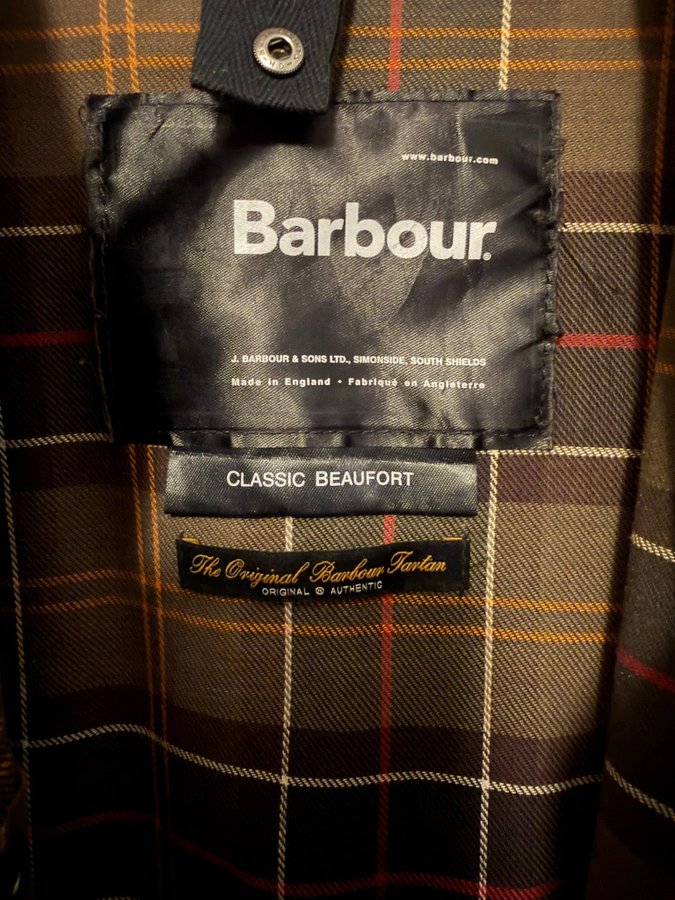 www.barbour.com
Barbour®
J. BARBOUR & SONS LTD., SIMONSIDE, SOUTH SHIELDS
Made in England • Fabriqué en Angleterre
CLASSIC BEAUFORT
The Original Barbour Tartan
ORIGINAL ® AUTHENTIC